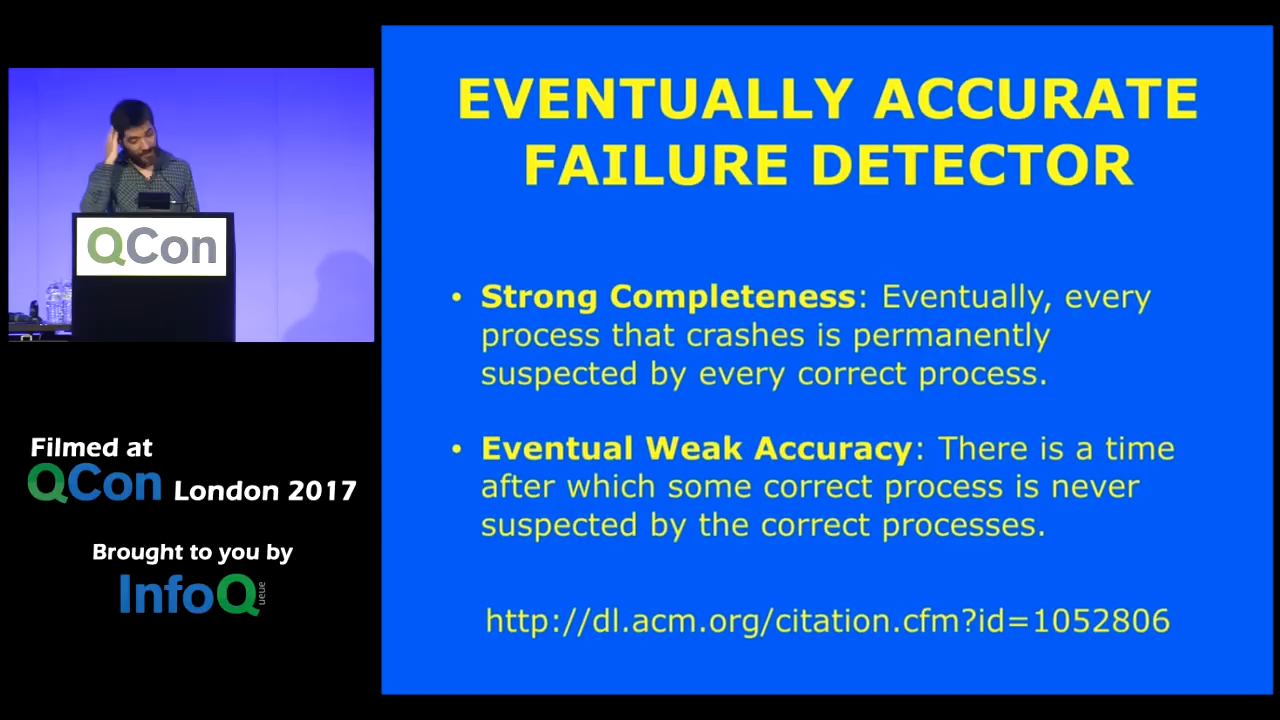 EVENTUALLY ACCURATE
FAILURE DETECTOR
• Strong Completeness: Eventually, every
process that crashes is permanently
suspected by every correct process.
• Eventual Weak Accuracy: There is a time
after which some correct process is never
suspected by the correct processes.
http://dl.acm.org/citation.cfm?id=1052806
QCon
Filmed at
QCon London 2017
Brought to you by
InfoQueue